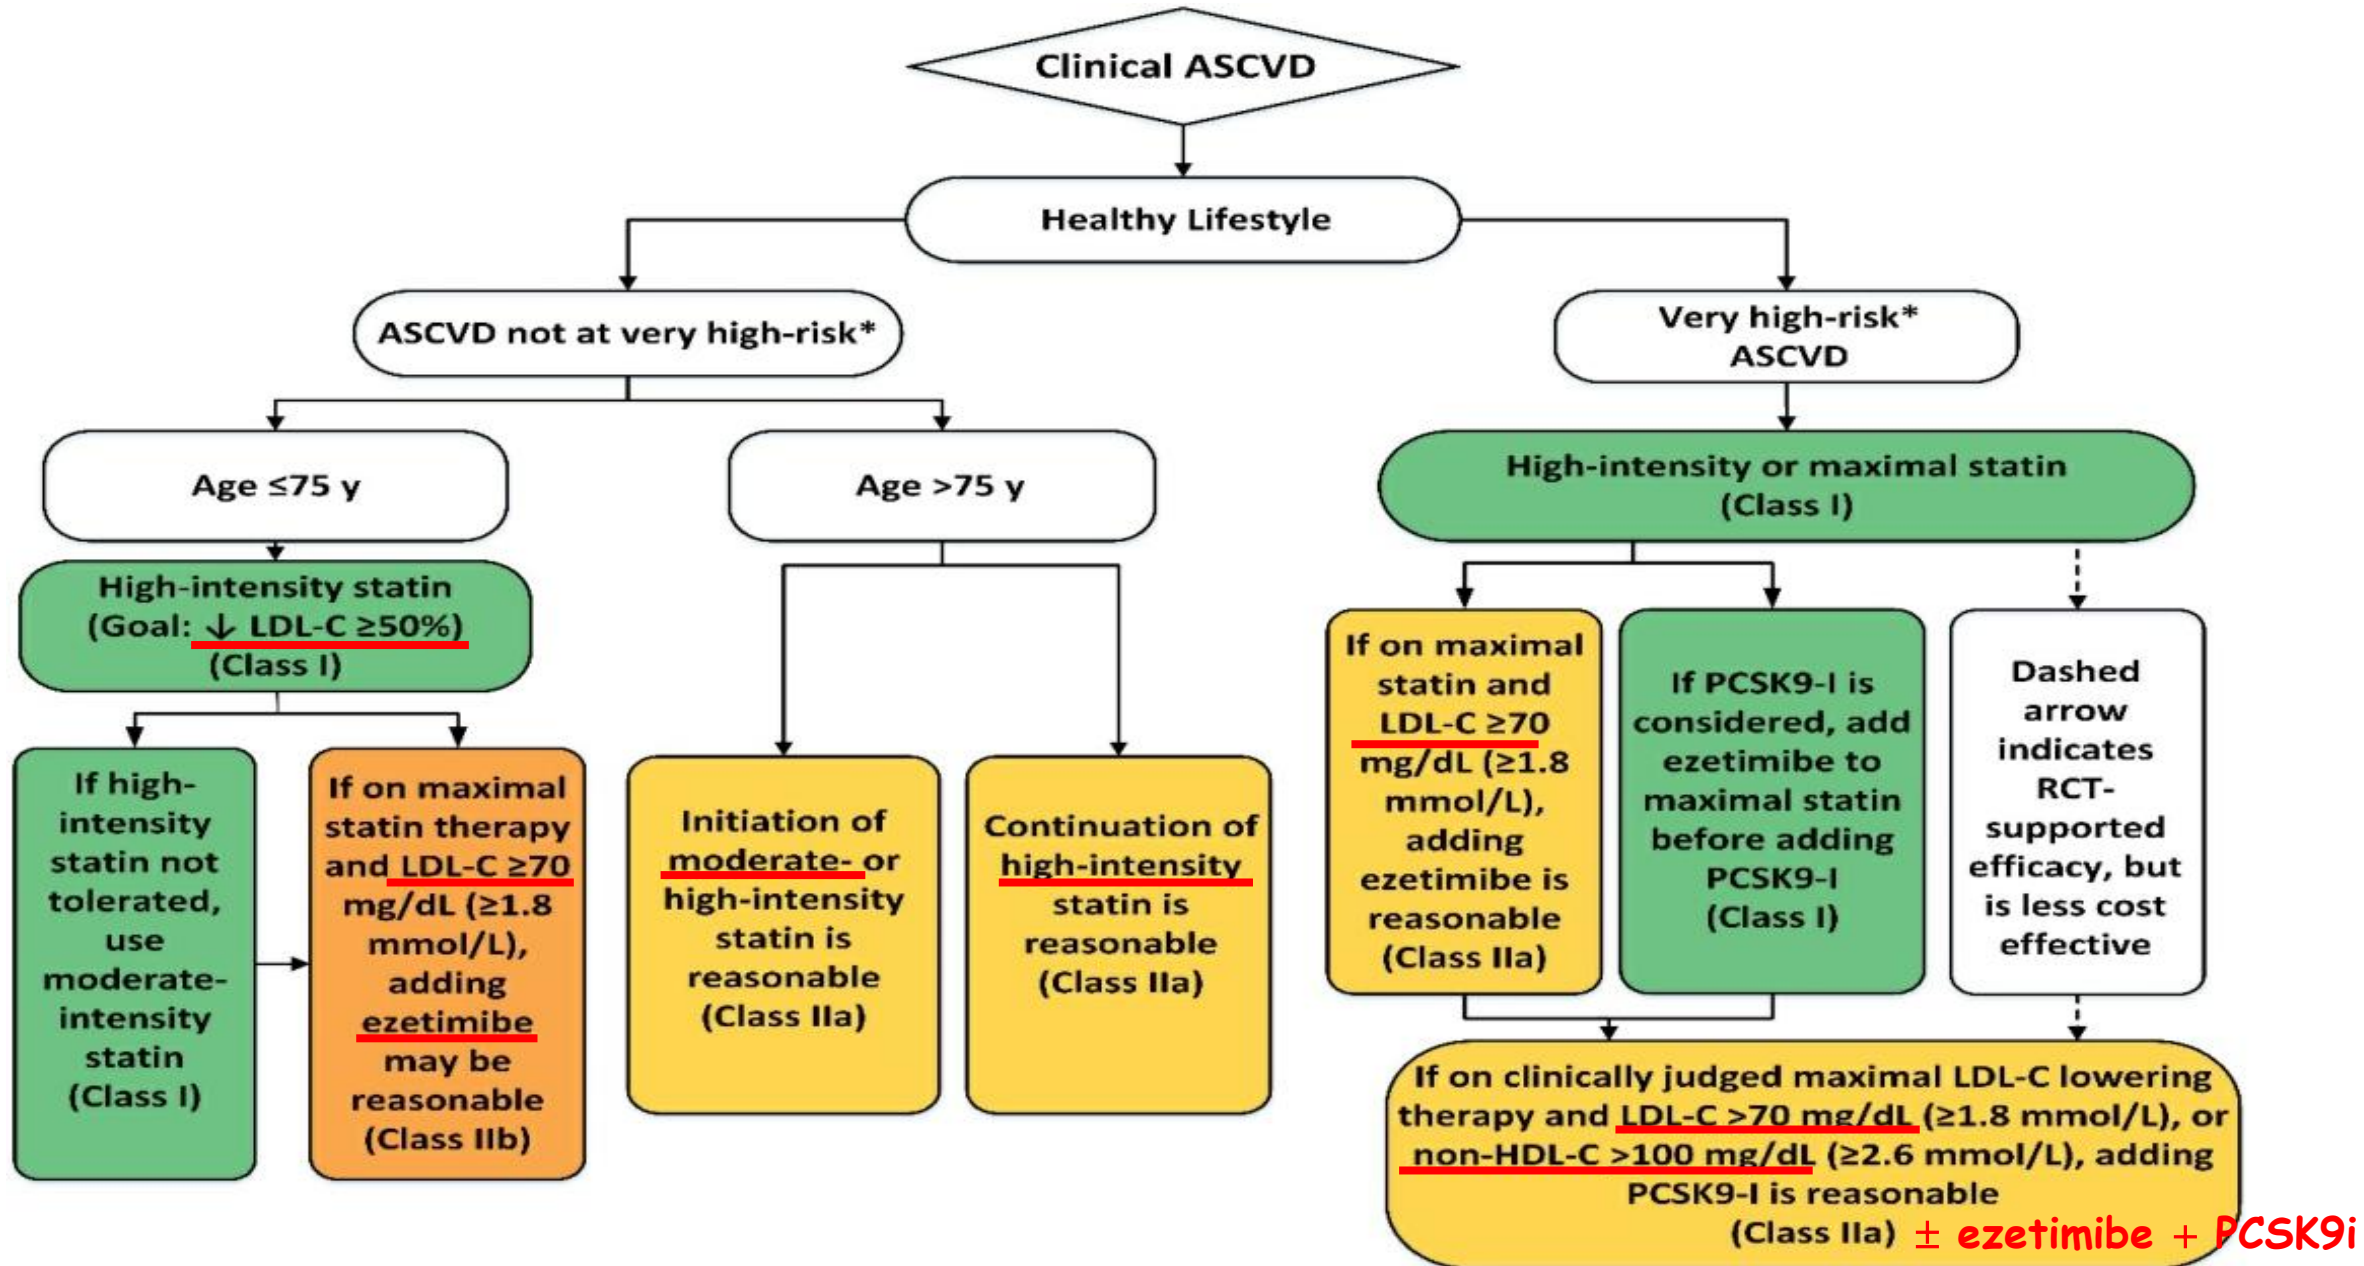 Clinical ASCVD
Healthy Lifestyle
ASCVD not at very high-risk*
Very high-risk*
ASCVD
Age ≤75 y
Age >75 y
High-intensity or maximal statin
(Class I)
High-intensity statin
(Goal: ↓ LDL-C ≥50%)
(Class I)
If high-
intensity
statin not
tolerated,
use
moderate-
intensity
statin
(Class I)
If on maximal
statin therapy
and LDL-C ≥70
mg/dL (≥1.8
mmol/L),
adding
ezetimibe
may be
reasonable
(Class IIb)
Initiation of
moderate- or
high-intensity
statin is
reasonable
(Class IIa)
Continuation of
high-intensity
statin is
reasonable
(Class IIa)
If on maximal
statin and
LDL-C ≥70
mg/dL (≥1.8
mmol/L),
adding
ezetimibe is
reasonable
(Class IIa)
If PCSK9-I is
considered, add
ezetimibe to
maximal statin
before adding
PCSK9-I
(Class I)
Dashed
arrow
indicates
RCT-
supported
efficacy, but
is less cost
effective
If on clinically judged maximal LDL-C lowering
therapy and LDL-C >70 mg/dL (≥1.8 mmol/L), or
non-HDL-C >100 mg/dL (≥2.6 mmol/L), adding
PCSK9-I is reasonable
(Class IIa) ± ezetimibe + PCSK9i